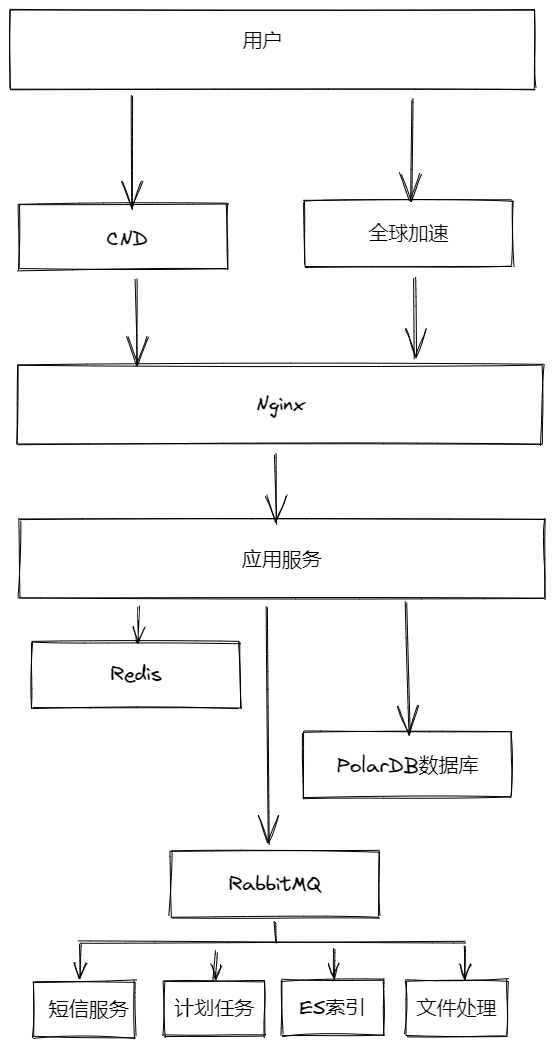 用户
CND
全球加速
Nginx
应用服务
Redis
PolarDB数据库
RabbitMQ
短信服务
计划任务
ES索引
文件处理